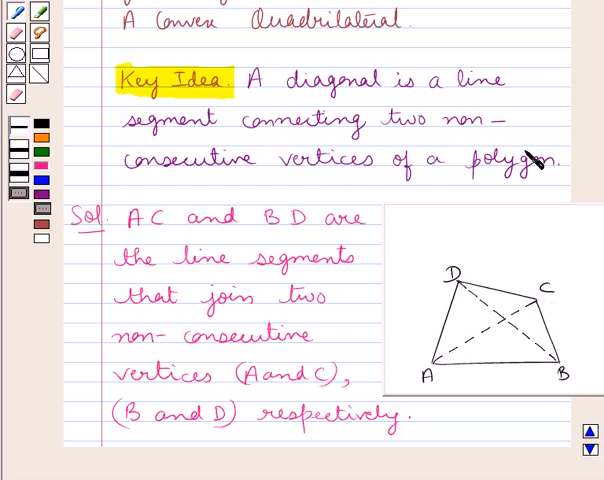 A Convex Quadrilateral.
Key Idea. A diagonal is a line
segment connecting two non-
consecutive vertices of a polygon.
Sol. AC and BD are
the line segments
that join two
non-consecutive
vertices (A and C),
(B and D) respectively.
D
C
A
B